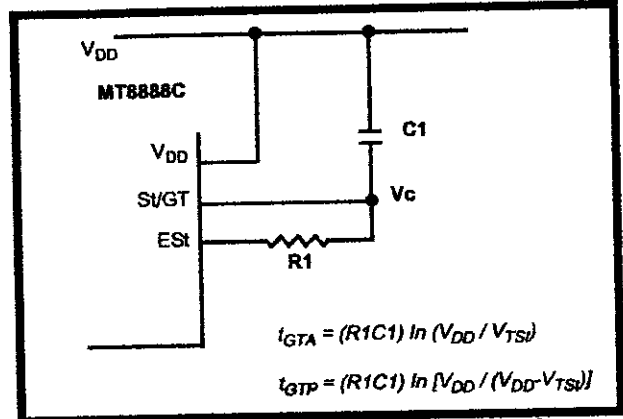 VDD
MT8888C
C1
VDD
St/GT
Vc
ESt
R1
tGTA = (R1C1) ln (VDD / VTSt)
tGTP = (R1C1) ln [VDD / (VDD-VTSt)]